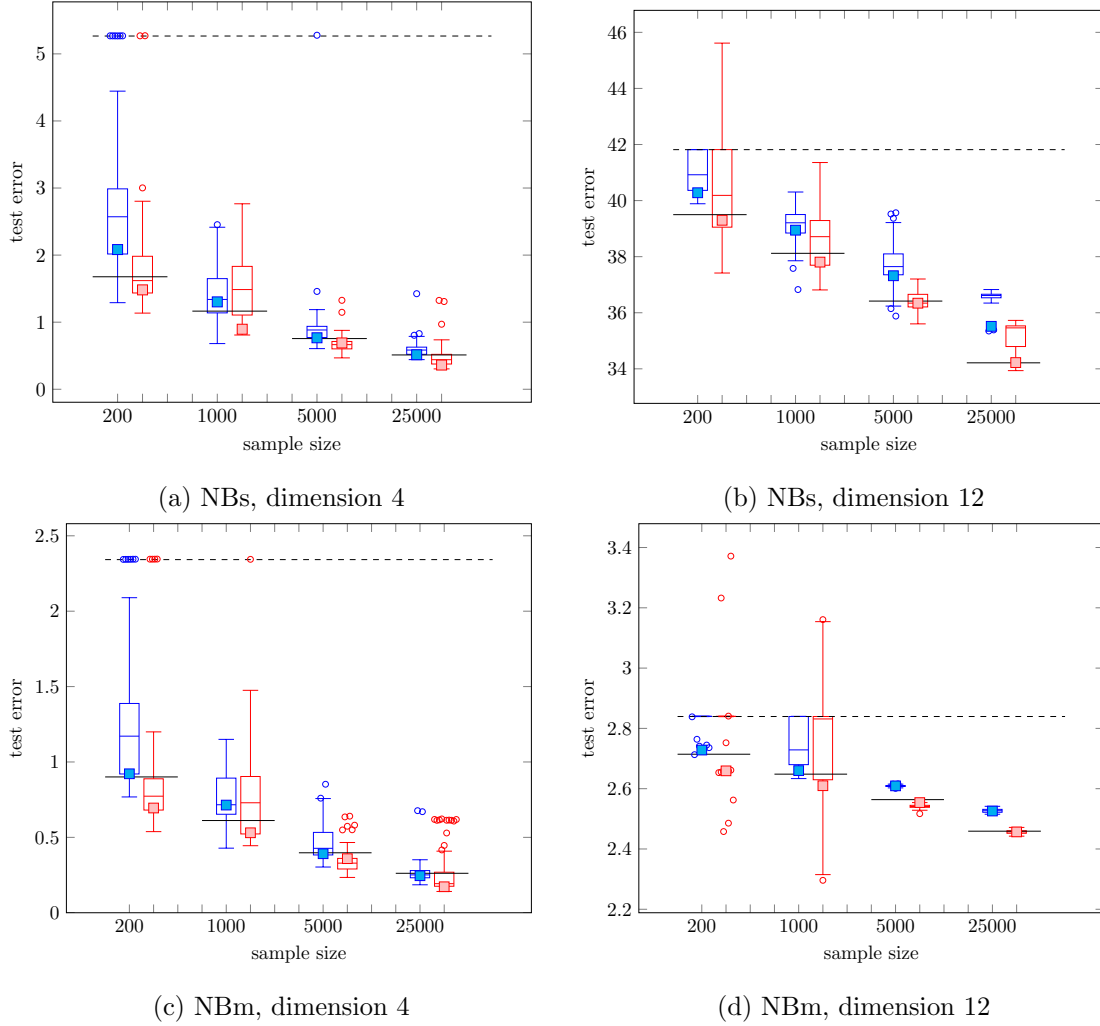 5
4
3
2
1
0
test error
200 1000 5000 25000
sample size
(a) NBs, dimension 4
46
44
42
40
38
36
34
test error
200 1000 5000 25000
sample size
(b) NBs, dimension 12
2.5
2
1.5
1
0.5
0
test error
200 1000 5000 25000
sample size
(c) NBm, dimension 4
3.4
3.2
3
2.8
2.6
2.4
2.2
test error
200 1000 5000 25000
sample size
(d) NBm, dimension 12